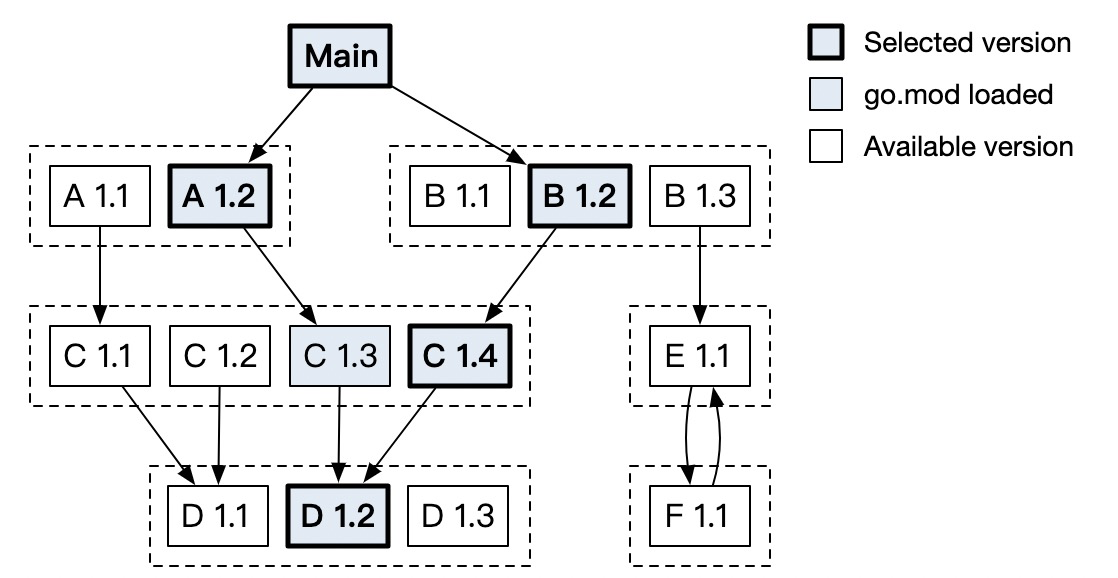 Main
Selected version
go.mod loaded
Available version
A 1.1
A 1.2
B 1.1
B 1.2
B 1.3
C 1.1
C 1.2
C 1.3
C 1.4
E 1.1
D 1.1
D 1.2
D 1.3
F 1.1